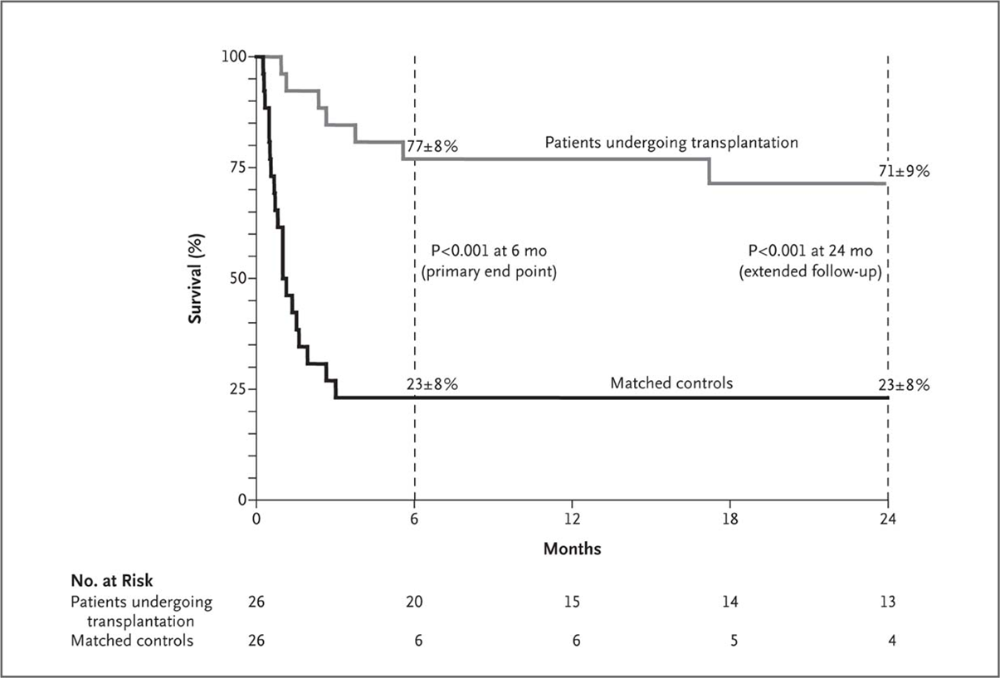 100
75
50
25
0
Survival (%)
77±8%
Patients undergoing transplantation
71±9%
P<0.001 at 6 mo
(primary end point)
P<0.001 at 24 mo
(extended follow-up)
23±8%
Matched controls
23±8%
0 6 12 18 24
Months
No. at Risk
Patients undergoing
transplantation
26 20 15 14 13
Matched controls 26 6 6 5 4